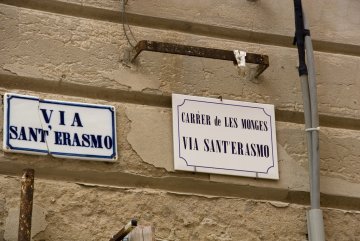 VIA
SANT'ERASMO
CARRER de LES MONGES
VIA SANT'ERASMO